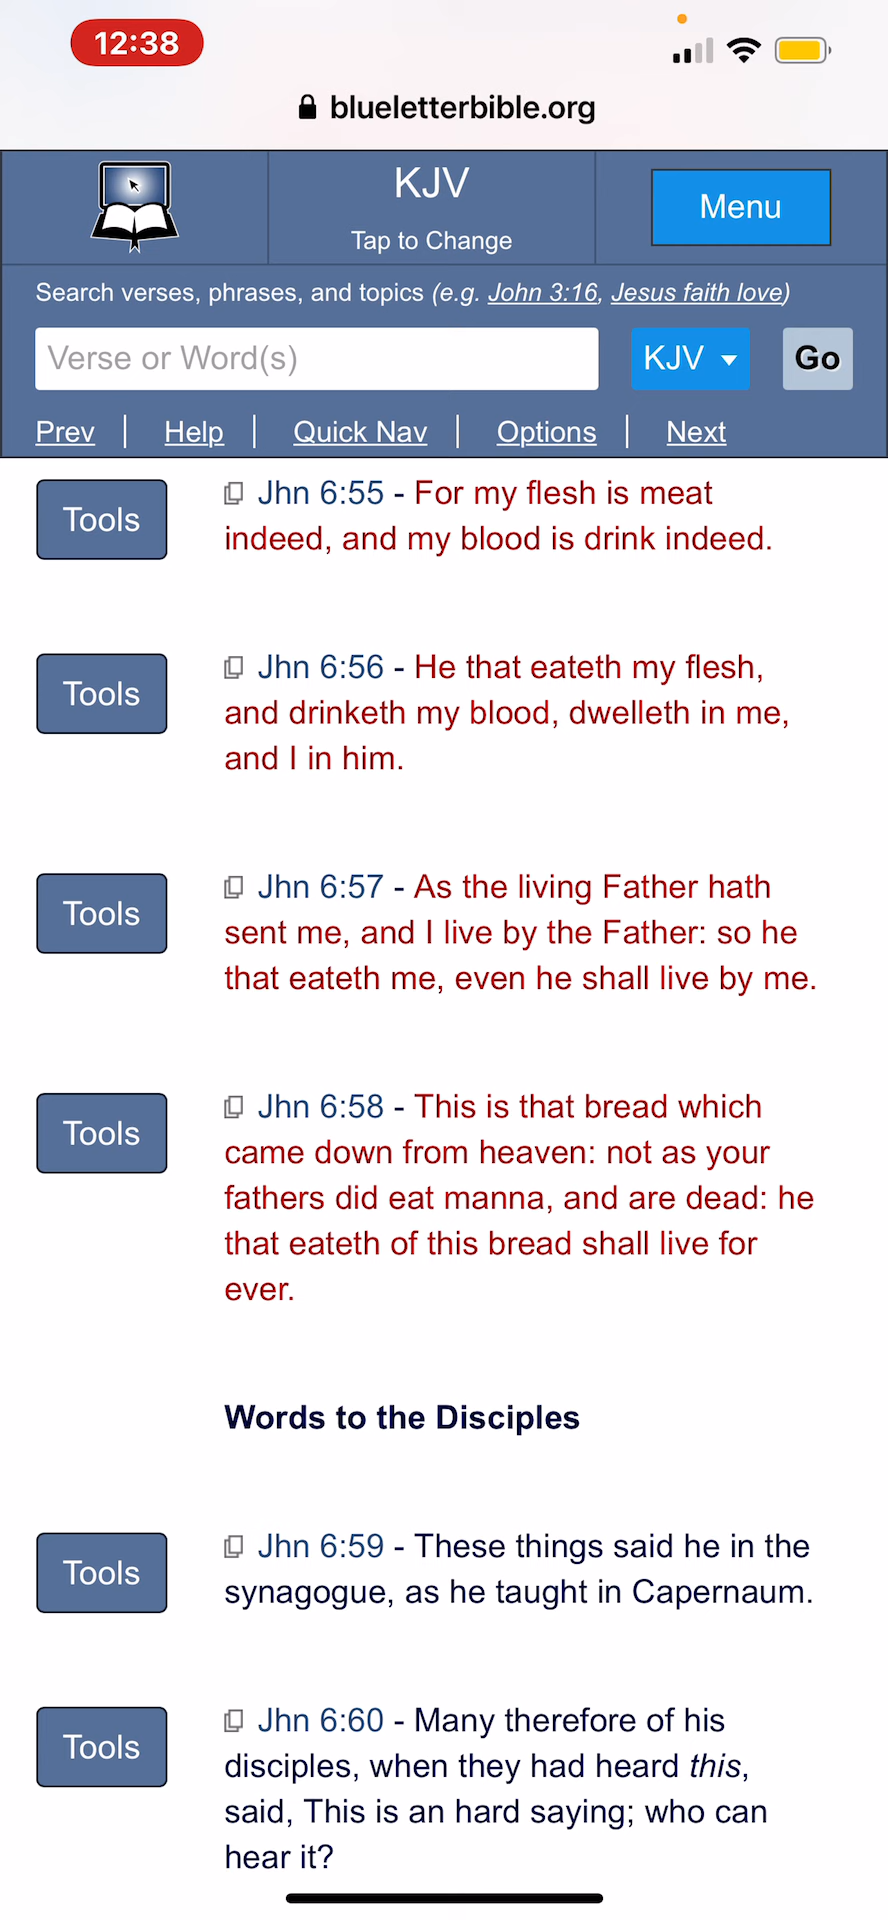 12:38
blueletterbible.org
KJV
Tap to Change
Menu
Search verses, phrases, and topics (e.g. John 3:16, Jesus faith love)
Verse or Word(s)
KJV
Go
Prev | Help | Quick Nav | Options | Next
Tools
Jhn 6:55 - For my flesh is meat
indeed, and my blood is drink indeed.
Tools
Jhn 6:56 - He that eateth my flesh,
and drinketh my blood, dwelleth in me,
and I in him.
Tools
Jhn 6:57 - As the living Father hath
sent me, and I live by the Father: so he
that eateth me, even he shall live by me.
Tools
Jhn 6:58 - This is that bread which
came down from heaven: not as your
fathers did eat manna, and are dead: he
that eateth of this bread shall live for
ever.
Words to the Disciples
Tools
Jhn 6:59 - These things said he in the
synagogue, as he taught in Capernaum.
Tools
Jhn 6:60 - Many therefore of his
disciples, when they had heard this,
said, This is an hard saying; who can
hear it?